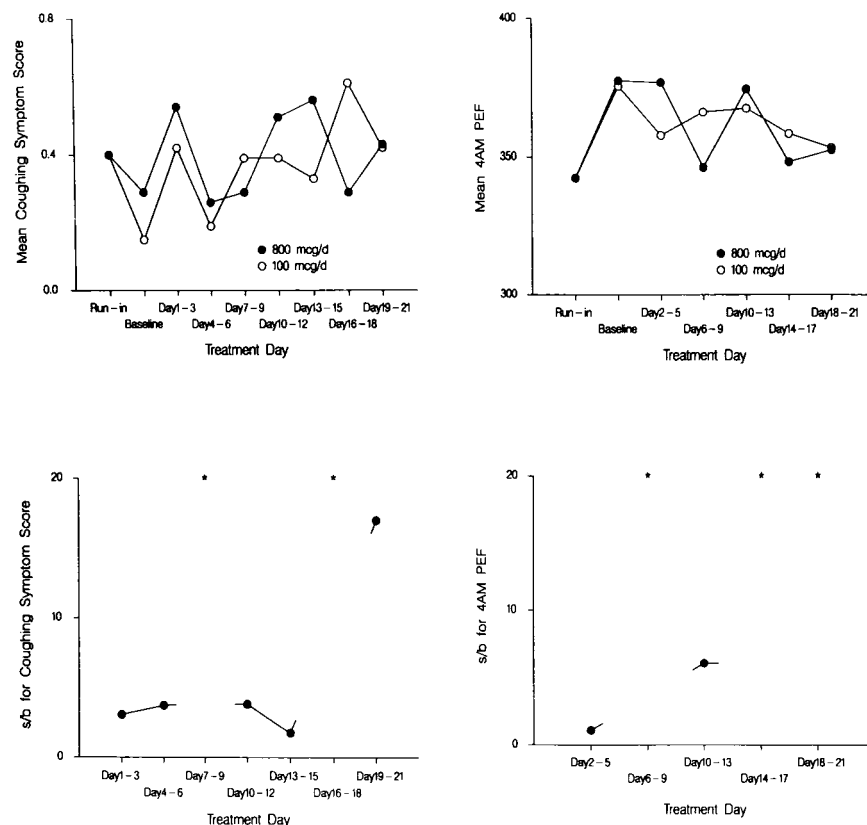 0.8
0.4
0.0
Mean Coughing Symptom Score
● 800 mcg/d
○ 100 mcg/d
Run-in Day1-3 Day7-9 Day13-15 Day19-21
Baseline Day4-6 Day10-12 Day16-18
Treatment Day
400
350
300
Mean 4AM PEF
● 800 mcg/d
○ 100 mcg/d
Run-in Day2-5 Day10-13 Day18-21
Baseline Day6-9 Day14-17
Treatment Day
20
10
0
s/b for Coughing Symptom Score
* *
Day1-3 Day7-9 Day13-15 Day19-21
Day4-6 Day10-12 Day16-18
Treatment Day
20
10
0
s/b for 4AM PEF
* * *
Day2-5 Day10-13 Day18-21
Day6-9 Day14-17
Treatment Day